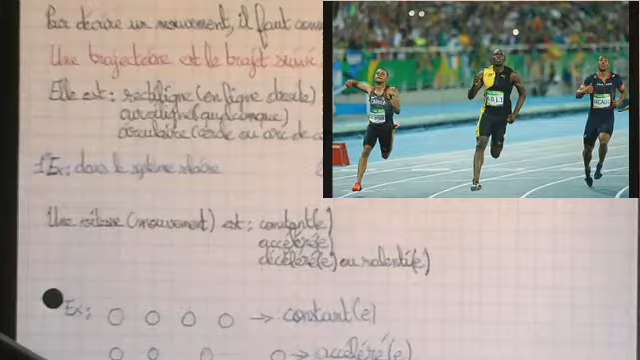 Pour décrire un mouvement, il faut
Une trajectoire est le trajet suivi
Elle est : rectiligne (en ligne droite)
curviligne (quelconque)
circulaire (cercle ou arc de
Ex: dans le système solaire
Une vitesse (mouvement) est : constant(e)
accéléré(e)
décéléré(e) ou ralenti(e)
Ex: → constant(e)
→ accéléré(e)
BOLT